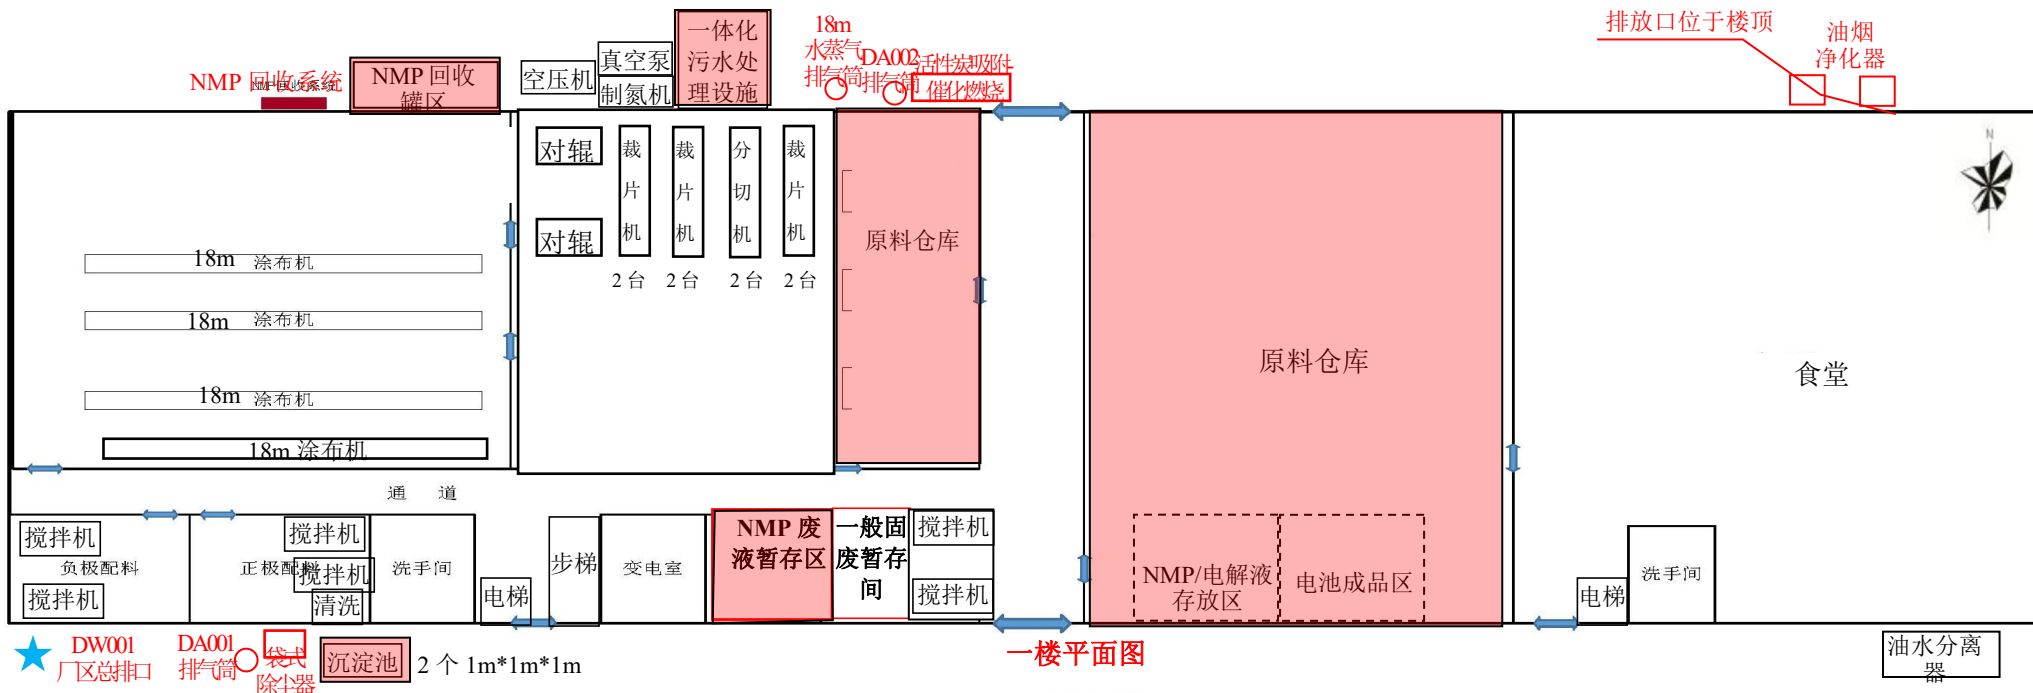 NMP 回收系统
NMP回收系统
NMP 回收
罐区
空压机
真空泵
制氮机
一体化
污水处
理设施
18m
水蒸气
排气筒
DA002
排气筒
活性炭吸附-
催化燃烧
排放口位于楼顶
油烟
净化器
N
对辊
对辊
裁片机
2 台
裁片机
2 台
分切机
2 台
裁片机
2 台
原料仓库
原料仓库
食堂
18m 涂布机
18m 涂布机
18m 涂布机
18m 涂布机
通 道
搅拌机
负极配料
搅拌机
搅拌机
正极配料
搅拌机
清洗
洗手间
电梯
步梯
变电室
NMP 废
液暂存区
一般固
废暂存
间
搅拌机
搅拌机
NMP/电解液
存放区
电池成品区
电梯
洗手间
DW001
厂区总排口
DA001
排气筒
袋式
除尘器
沉淀池
2 个 1m*1m*1m
一楼平面图
油水分离
器